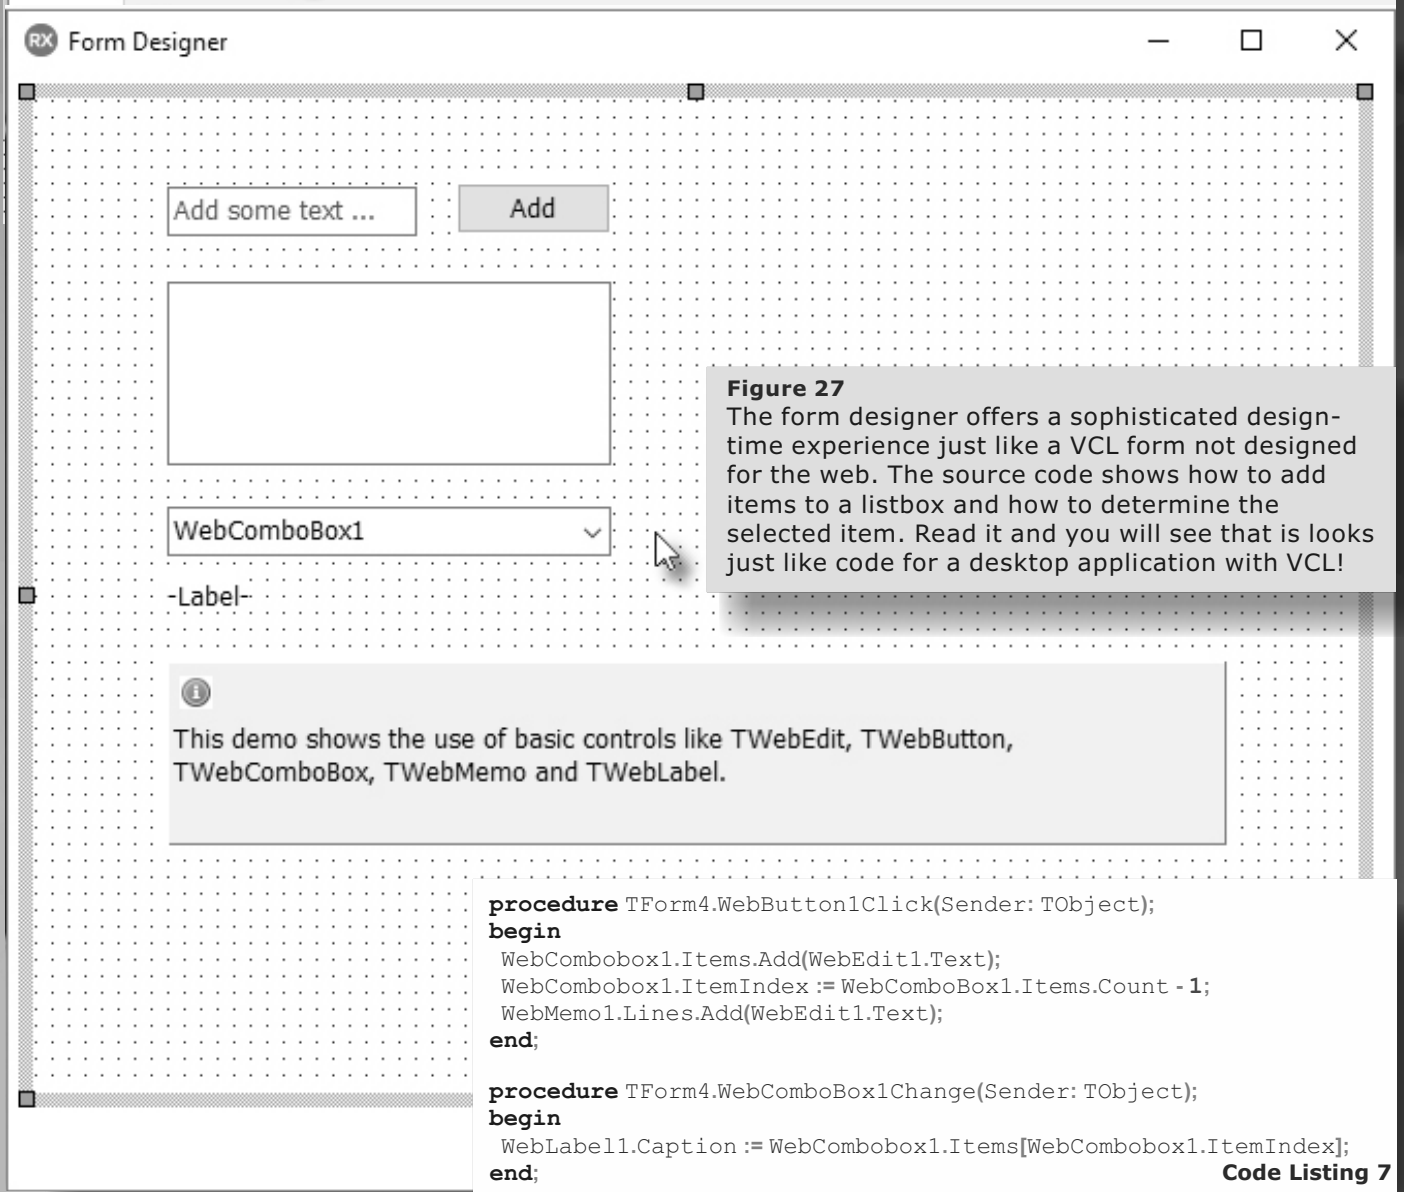 RX Form Designer
Add some text ...
Add
Figure 27
The form designer offers a sophisticated design-
time experience just like a VCL form not designed
for the web. The source code shows how to add
items to a listbox and how to determine the
selected item. Read it and you will see that is looks
just like code for a desktop application with VCL!
WebComboBox1
-Label-
This demo shows the use of basic controls like TWebEdit, TWebButton,
TWebComboBox, TWebMemo and TWebLabel.
procedure TForm4.WebButton1Click(Sender: TObject);
begin
WebCombobox1.Items.Add(WebEdit1.Text);
WebCombobox1.ItemIndex := WebComboBox1.Items.Count - 1;
WebMemo1.Lines.Add(WebEdit1.Text);
end;
procedure TForm4.WebComboBox1Change(Sender: TObject);
begin
WebLabel1.Caption := WebCombobox1.Items[WebCombobox1.ItemIndex];
end;
Code Listing 7